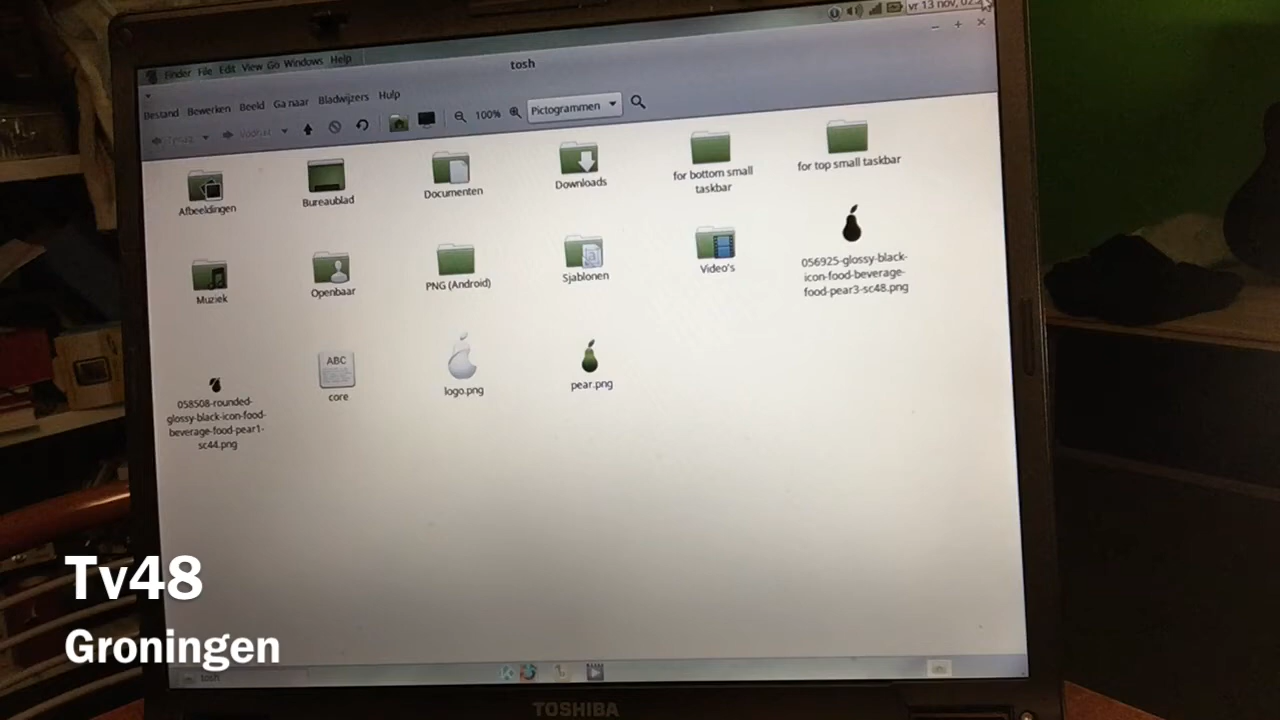 vr 13 nov, 02:
Finder File Edit View Go Windows Help
tosh
Bestand Bewerken Beeld Ga naar Bladwijzers Hulp
Terug Vooruit 100% Pictogrammen
Afbeeldingen
Bureaublad
Documenten
Downloads
for bottom small
taskbar
for top small taskbar
Muziek
Openbaar
PNG (Android)
Sjablonen
Video's
056925-glossy-black-
icon-food-beverage-
food-pear3-sc48.png
058508-rounded-
glossy-black-icon-food-
beverage-food-pear1-
sc44.png
ABC
core
logo.png
pear.png
Tv48
Groningen
tosh
TOSHIBA